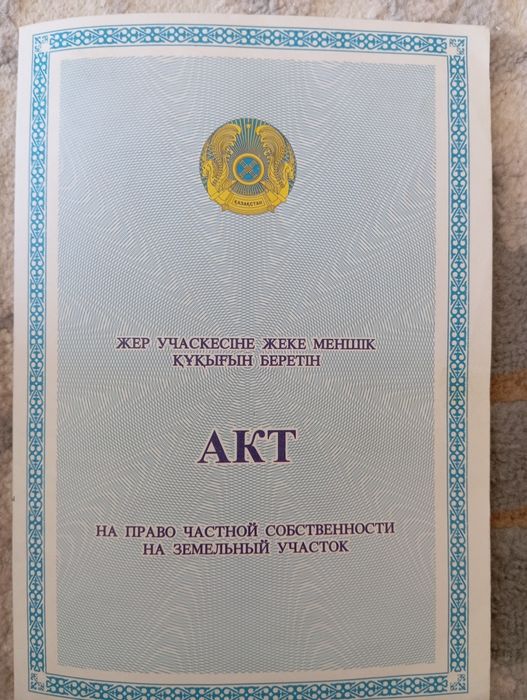 ҚАЗАҚСТАН
ЖЕР УЧАСКЕСІНЕ ЖЕКЕ МЕНШІК
ҚҰҚЫҒЫН БЕРЕТІН
АКТ
НА ПРАВО ЧАСТНОЙ СОБСТВЕННОСТИ
НА ЗЕМЕЛЬНЫЙ УЧАСТОК